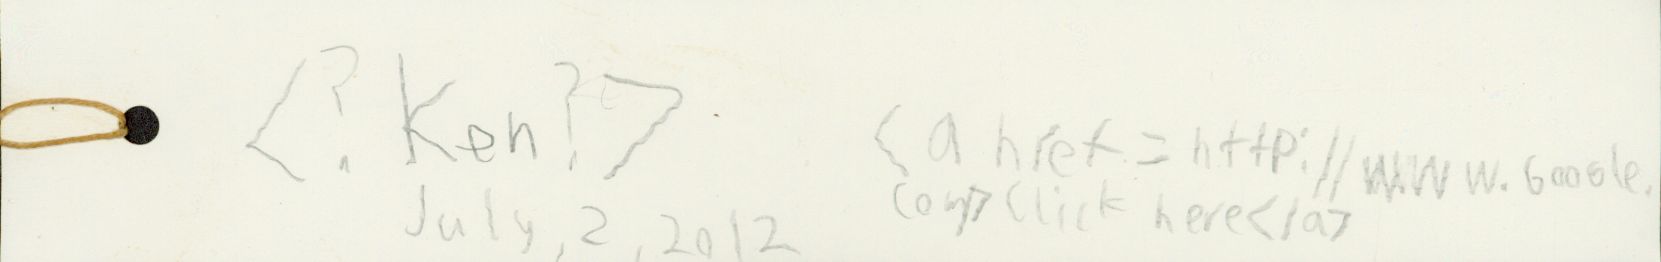 <? Ken ?>
July, 2, 2012
<a href=http://www.Google.
com>Click here</a>